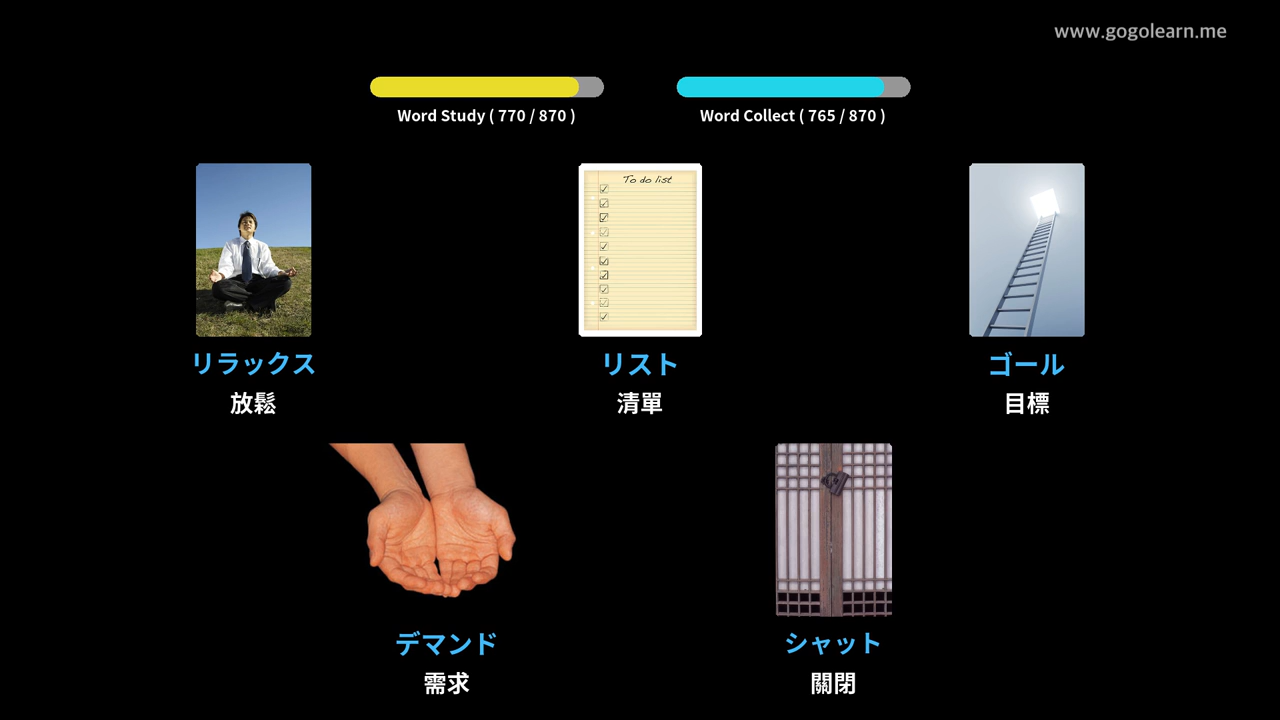 www.gogolearn.me
Word Study ( 770 / 870 )
Word Collect ( 765 / 870 )
To do list
リラックス
放鬆
リスト
清單
ゴール
目標
デマンド
需求
シャット
關閉